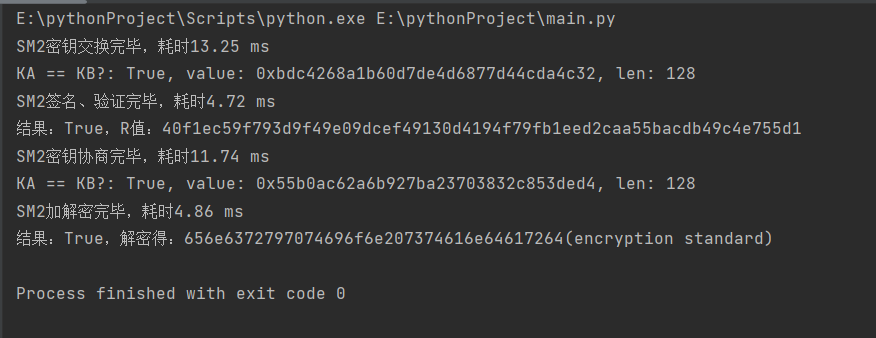 E:\pythonProject\Scripts\python.exe E:\pythonProject\main.py
SM2密钥交换完毕，耗时13.25 ms
KA == KB?: True, value: 0xbdc4268a1b60d7de4d6877d44cda4c32, len: 128
SM2签名、验证完毕，耗时4.72 ms
结果：True，R值：40f1ec59f793d9f49e09dcef49130d4194f79fb1eed2caa55bacdb49c4e755d1
SM2密钥协商完毕，耗时11.74 ms
KA == KB?: True, value: 0x55b0ac62a6b927ba23703832c853ded4, len: 128
SM2加解密完毕，耗时4.86 ms
结果：True，解密得：656e6372797074696f6e207374616e64617264(encryption standard)
Process finished with exit code 0